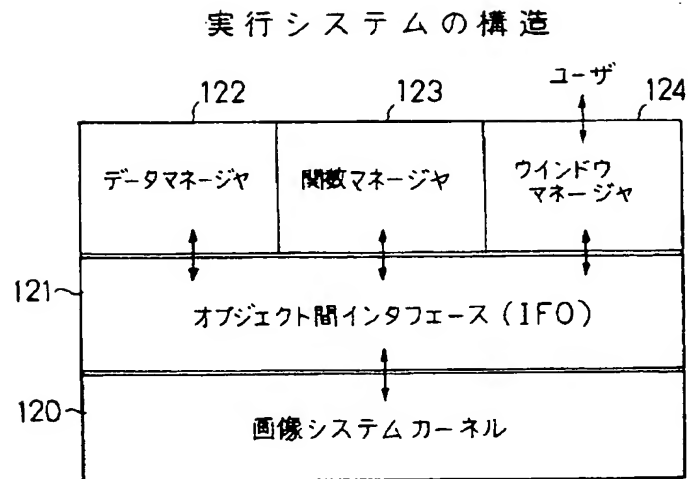 実行システムの構造
ユーザ
122
123
124
データマネージャ
関数マネージャ
ウインドウ
マネージャ
121
オブジェクト間インタフェース(IFO)
120
画像システムカーネル